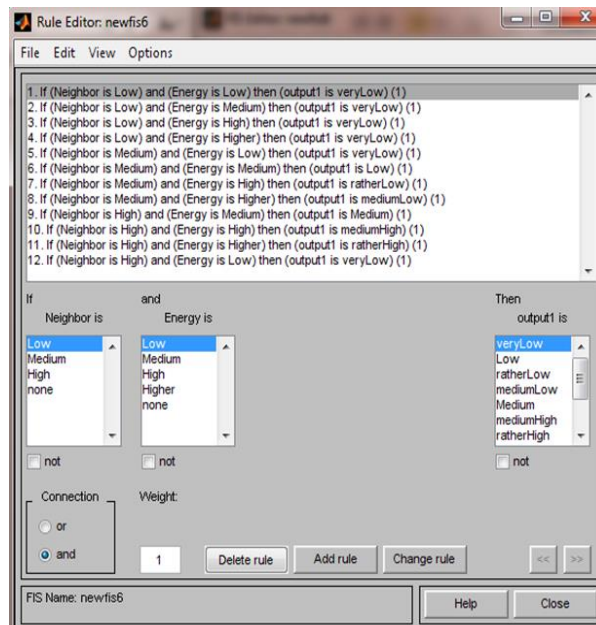 Rule Editor: newfis6
File Edit View Options
1. If (Neighbor is Low) and (Energy is Low) then (output1 is veryLow) (1)
2. If (Neighbor is Low) and (Energy is Medium) then (output1 is veryLow) (1)
3. If (Neighbor is Low) and (Energy is High) then (output1 is veryLow) (1)
4. If (Neighbor is Low) and (Energy is Higher) then (output1 is veryLow) (1)
5. If (Neighbor is Medium) and (Energy is Low) then (output1 is veryLow) (1)
6. If (Neighbor is Medium) and (Energy is Medium) then (output1 is Low) (1)
7. If (Neighbor is Medium) and (Energy is High) then (output1 is ratherLow) (1)
8. If (Neighbor is Medium) and (Energy is Higher) then (output1 is mediumLow) (1)
9. If (Neighbor is High) and (Energy is Medium) then (output1 is Medium) (1)
10. If (Neighbor is High) and (Energy is High) then (output1 is mediumHigh) (1)
11. If (Neighbor is High) and (Energy is Higher) then (output1 is ratherHigh) (1)
12. If (Neighbor is High) and (Energy is Low) then (output1 is veryLow) (1)
If and Then
Neighbor is Energy is output1 is
Low Low veryLow
Medium Medium Low
High High ratherLow
none Higher mediumLow
none Medium
mediumHigh
ratherHigh
not not not
Connection Weight:
or
and 1 Delete rule Add rule Change rule << >>
FIS Name: newfis6 Help Close